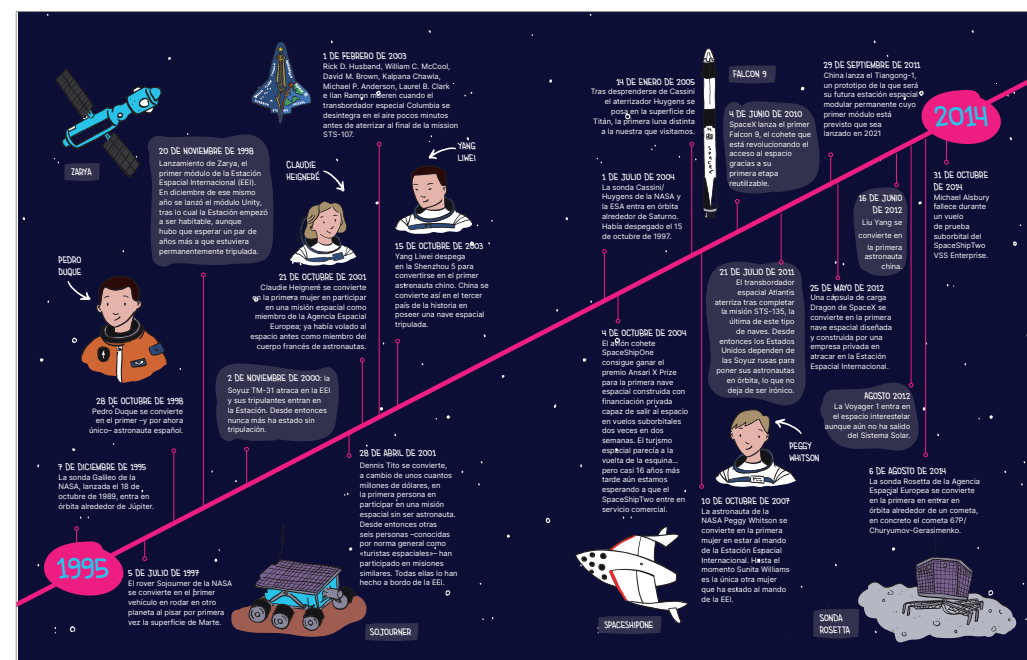 1 DE FEBRERO DE 2003
Rick D. Husband, William C. McCool,
David M. Brown, Kalpana Chawla,
Michael P. Anderson, Laurel B. Clark
e Ilan Ramon mueren cuando el
transbordador espacial Columbia se
desintegra en el aire pocos minutos
antes de aterrizar al final de la mission
STS-107.
ZARYA
20 DE NOVIEMBRE DE 1998
Lanzamiento de Zarya, el
primer módulo de la Estación
Espacial Internacional (EEI).
En diciembre de ese mismo
año se lanzó el módulo Unity,
tras lo cual la Estación empezó
a ser habitable, aunque
hubo que esperar un par de
años más a que estuviera
permanentemente tripulada.
CLAUDIE
HEIGNERÉ
YANG
LIWEI
15 DE OCTUBRE DE 2003
Yang Liwei despega
en la Shenzhou 5 para
convertirse en el primer
astronauta chino. China se
convierte así en el tercer
país de la historia en
poseer una nave espacial
tripulada.
PEDRO
DUQUE
21 DE OCTUBRE DE 2001
Claudie Heigneré se convierte
en la primera mujer en participar
en una misión espacial como
miembro de la Agencia Espacial
Europea; ya había volado al
espacio antes como miembro del
cuerpo francés de astronautas.
2 DE NOVIEMBRE DE 2000: la
Soyuz TM-31 atraca en la EEI
y sus tripulantes entran en
la Estación. Desde entonces
nunca más ha estado sin
tripulación.
28 DE OCTUBRE DE 1998
Pedro Duque se convierte
en el primer –y por ahora
único– astronauta español.
7 DE DICIEMBRE DE 1995
La sonda Galileo de la
NASA, lanzada el 18 de
octubre de 1989, entra en
órbita alrededor de Júpiter.
28 DE ABRIL DE 2001
Dennis Tito se convierte,
a cambio de unos cuantos
millones de dólares, en
la primera persona en
participar en una misión
espacial sin ser astronauta.
Desde entonces otras
seis personas –conocidas
por norma general como
«turistas espaciales»– han
participado en misiones
similares. Todas ellas lo han
hecho a bordo de la EEI.
1995
5 DE JULIO DE 1997
El rover Sojourner de la NASA
se convierte en el primer
vehículo en rodar en otro
planeta al pisar por primera
vez la superficie de Marte.
SOJOURNER
14 DE ENERO DE 2005
Tras desprenderse de Cassini
el aterrizador Huygens se
posa en la superficie de
Titán, la primera luna distinta
a la nuestra que visitamos.
FALCON 9
SPACEX
4 DE JUNIO DE 2010
SpaceX lanza el primer
Falcon 9, el cohete que
está revolucionando el
acceso al espacio
gracias a su
primera etapa
reutilizable.
29 DE SEPTIEMBRE DE 2011
China lanza el Tiangong-1,
un prototipo de la que será
su futura estación espacial
modular permanente cuyo
primer módulo está
previsto que sea
lanzado en 2021
2014
1 DE JULIO DE 2004
La sonda Cassini/
Huygens de la NASA y
la ESA entra en órbita
alrededor de Saturno.
Había despegado el 15
de octubre de 1997.
16 DE JUNIO
DE 2012
Liu Yang se
convierte en
la primera
astronauta
china.
31 DE OCTUBRE
DE 2014
Michael Alsbury
fallece durante
un vuelo
de prueba
suborbital del
SpaceShipTwo
VSS Enterprise.
21 DE JULIO DE 2011
El transbordador
espacial Atlantis
aterriza tras completar
la misión STS-135, la
última de este tipo
de naves. Desde
entonces los Estados
Unidos dependen de
las Soyuz rusas para
poner sus astronautas
en órbita, lo que no
deja de ser irónico.
25 DE MAYO DE 2012
Una cápsula de carga
Dragon de SpaceX se
convierte en la primera
nave espacial diseñada
y construida por una
empresa privada en
atracar en la Estación
Espacial Internacional.
4 DE OCTUBRE DE 2004
El avión cohete
SpaceShipOne
consigue ganar el
premio Ansari X Prize
para la primera nave
espacial construida con
financiación privada
capaz de salir al espacio
en vuelos suborbitales
dos veces en dos
semanas. El turismo
espacial parecía a la
vuelta de la esquina...
pero casi 16 años más
tarde aún estamos
esperando a que el
SpaceShipTwo entre en
servicio comercial.
AGOSTO 2012
La Voyager 1 entra en
el espacio interestelar
aunque aún no ha salido
del Sistema Solar.
PEGGY
WHITSON
10 DE OCTUBRE DE 2007
La astronauta de la
NASA Peggy Whitson se
convierte en la primera
mujer en estar al mando
de la Estación Espacial
Internacional. Hasta el
momento Sunita Williams
es la única otra mujer
que ha estado al mando
de la EEI.
6 DE AGOSTO DE 2014
La sonda Rosetta de la Agencia
Espacial Europea se convierte
en la primera en entrar en
órbita alrededor de un cometa,
en concreto el cometa 67P/
Churyumov-Gerasimenko.
SPACESHIPONE
SONDA
ROSETTA